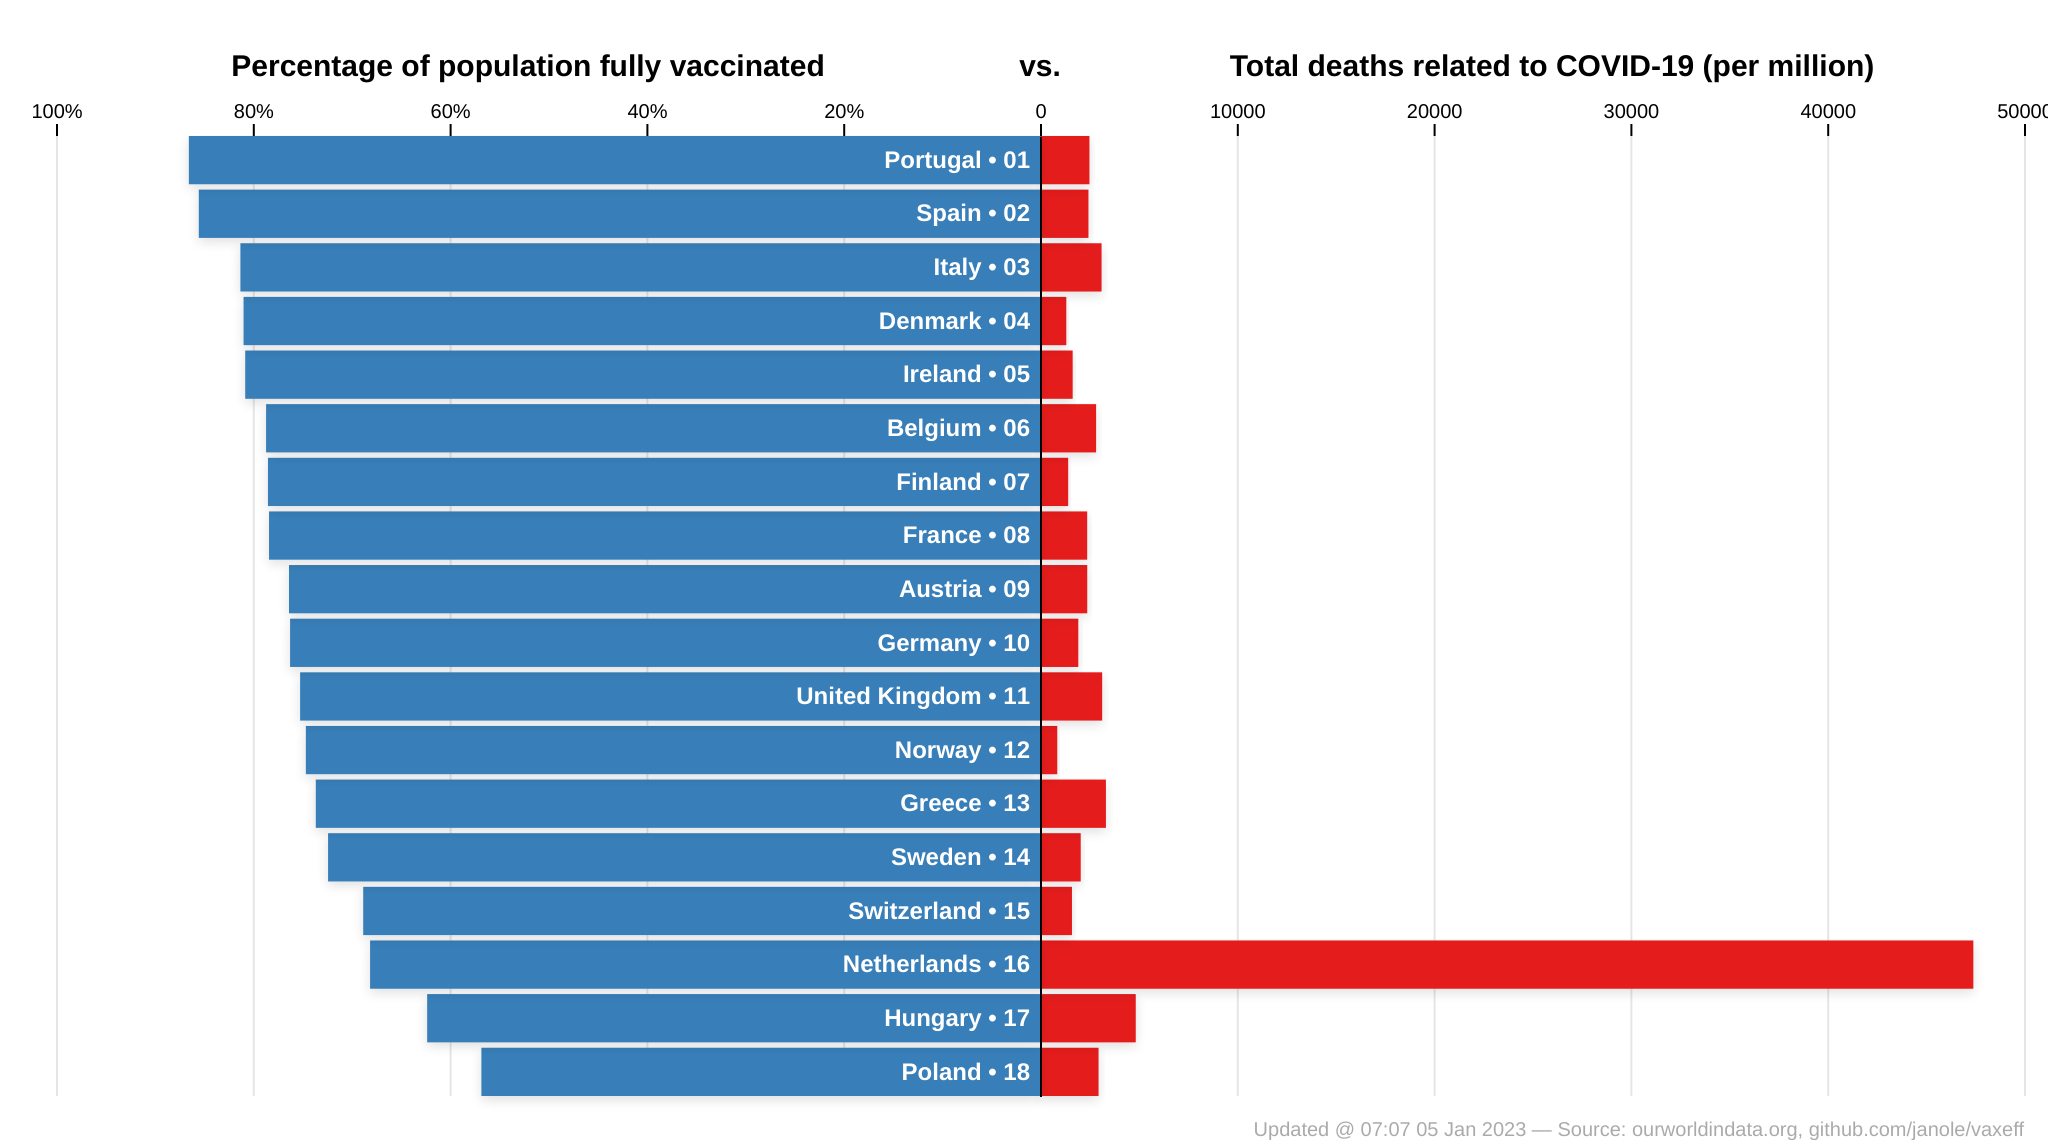 Percentage of population fully vaccinated vs. Total deaths related to COVID-19 (per million)
100% 80% 60% 40% 20% 0 10000 20000 30000 40000 50000
Portugal • 01
Spain • 02
Italy • 03
Denmark • 04
Ireland • 05
Belgium • 06
Finland • 07
France • 08
Austria • 09
Germany • 10
United Kingdom • 11
Norway • 12
Greece • 13
Sweden • 14
Switzerland • 15
Netherlands • 16
Hungary • 17
Poland • 18
Updated @ 07:07 05 Jan 2023 — Source: ourworldindata.org, github.com/janole/vaxeff